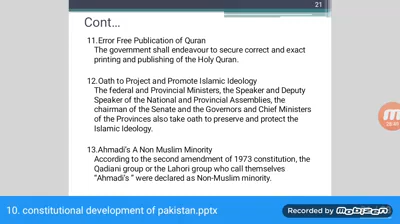 21
Cont…
11.Error Free Publication of Quran
The government shall endeavour to secure correct and exact
printing and publishing of the Holy Quran.
12.Oath to Project and Promote Islamic Ideology
The federal and Provincial Ministers, the Speaker and Deputy
Speaker of the National and Provincial Assemblies, the
chairman of the Senate and the Governors and Chief Ministers
of the Provinces also take oath to preserve and protect the
Islamic Ideology.
13.Ahmadi's A Non Muslim Minority
According to the second amendment of 1973 constitution, the
Qadiani group or the Lahori group who call themselves
"Ahmadi's " were declared as Non-Muslim minority.
10. constitutional development of pakistan.pptx
Recorded by Mobizen